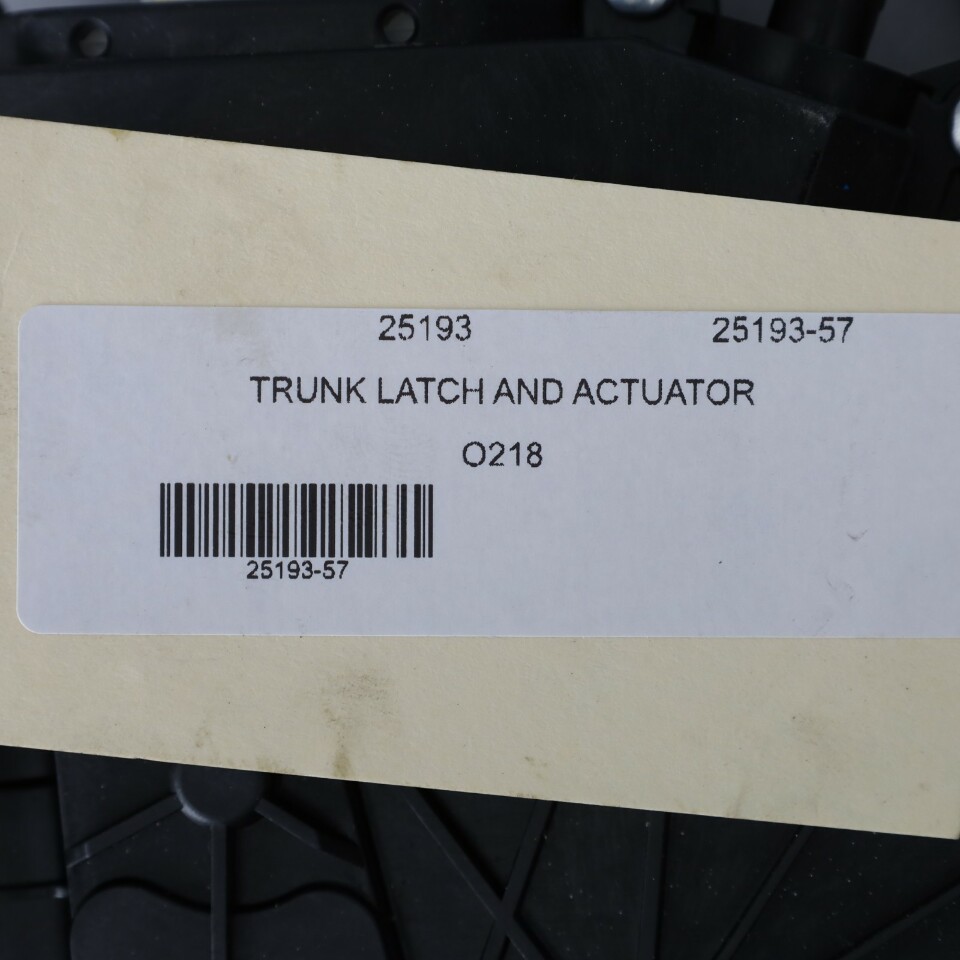 25193 25193-57
TRUNK LATCH AND ACTUATOR
O218
25193-57